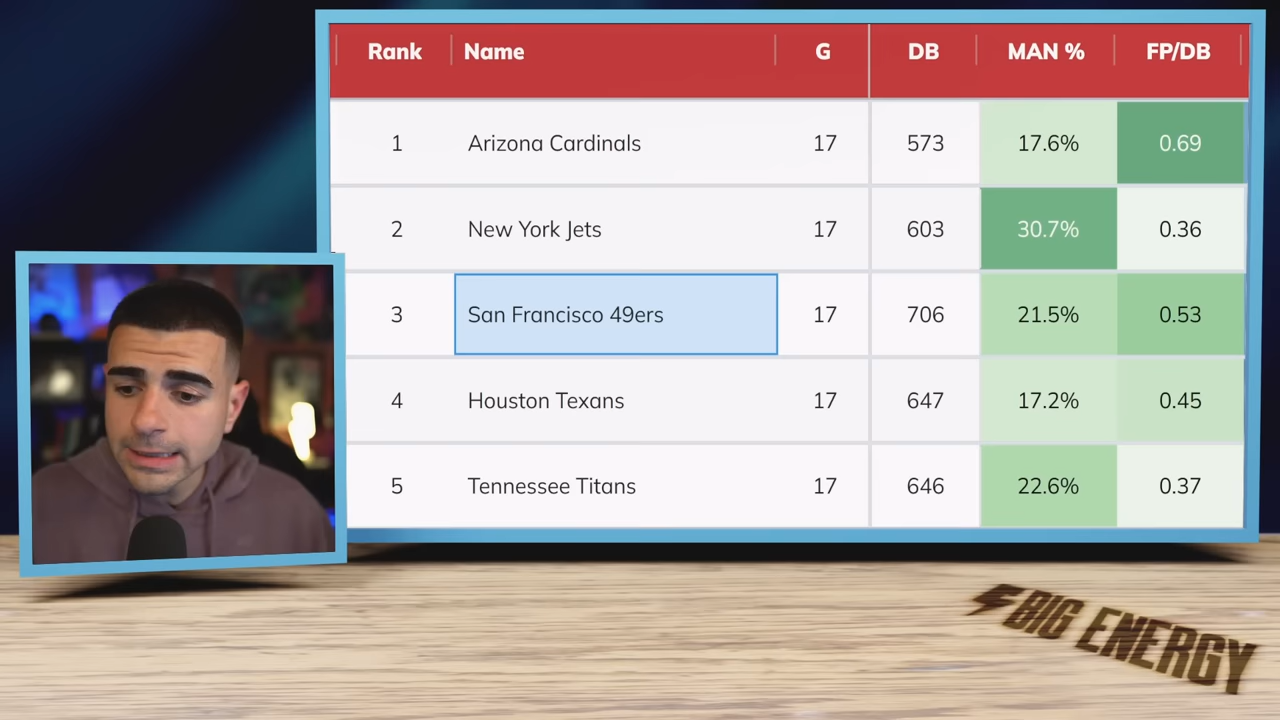 Rank Name G DB MAN % FP/DB
1 Arizona Cardinals 17 573 17.6% 0.69
2 New York Jets 17 603 30.7% 0.36
3 San Francisco 49ers 17 706 21.5% 0.53
4 Houston Texans 17 647 17.2% 0.45
5 Tennessee Titans 17 646 22.6% 0.37
BIG ENERGY